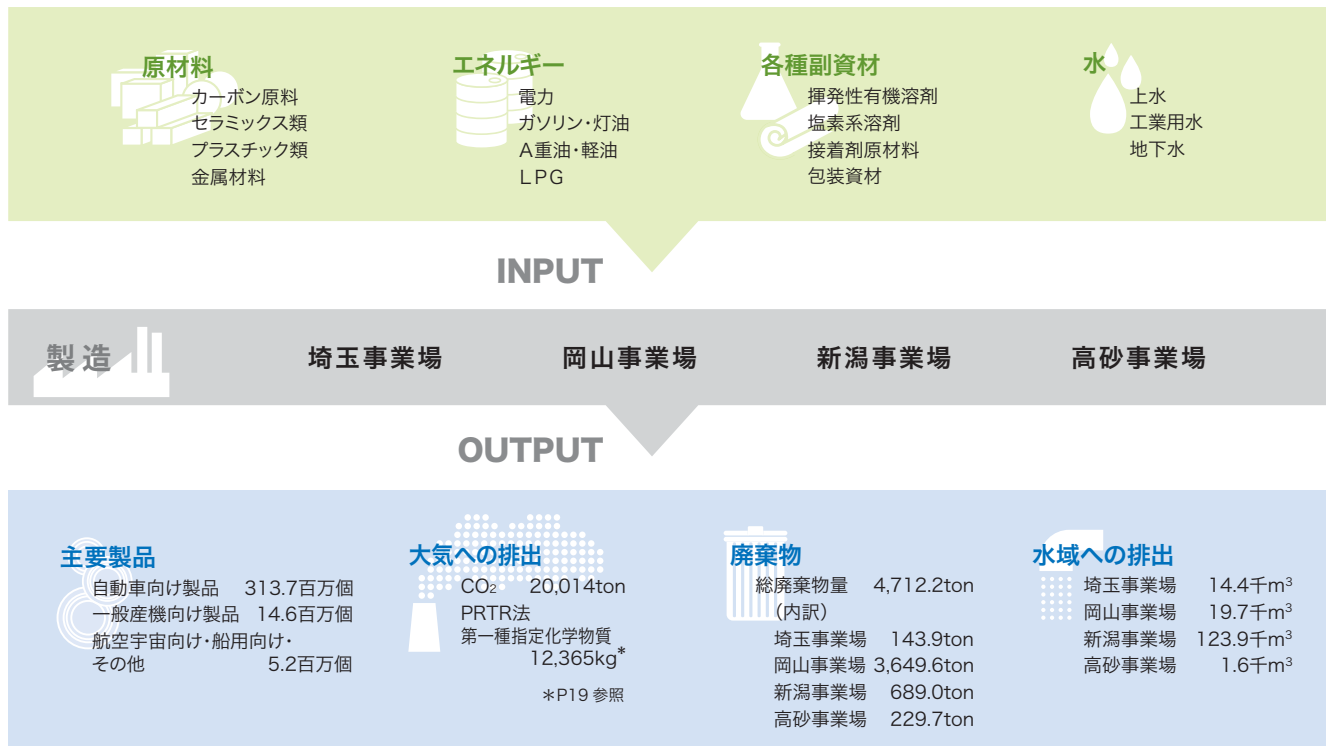 原材料
カーボン原料
セラミックス類
プラスチック類
金属材料
エネルギー
電力
ガソリン・灯油
A重油・軽油
LPG
各種副資材
揮発性有機溶剤
塩素系溶剤
接着剤原材料
包装資材
水
上水
工業用水
地下水
INPUT
製造
埼玉事業場
岡山事業場
新潟事業場
高砂事業場
OUTPUT
主要製品
自動車向け製品 313.7百万個
一般産機向け製品 14.6百万個
航空宇宙向け・船用向け・
その他 5.2百万個
大気への排出
CO₂ 20,014ton
PRTR法
第一種指定化学物質
12,365kg*
＊P19 参照
廃棄物
総廃棄物量 4,712.2ton
（内訳）
埼玉事業場 143.9ton
岡山事業場 3,649.6ton
新潟事業場 689.0ton
高砂事業場 229.7ton
水域への排出
埼玉事業場 14.4千m³
岡山事業場 19.7千m³
新潟事業場 123.9千m³
高砂事業場 1.6千m³